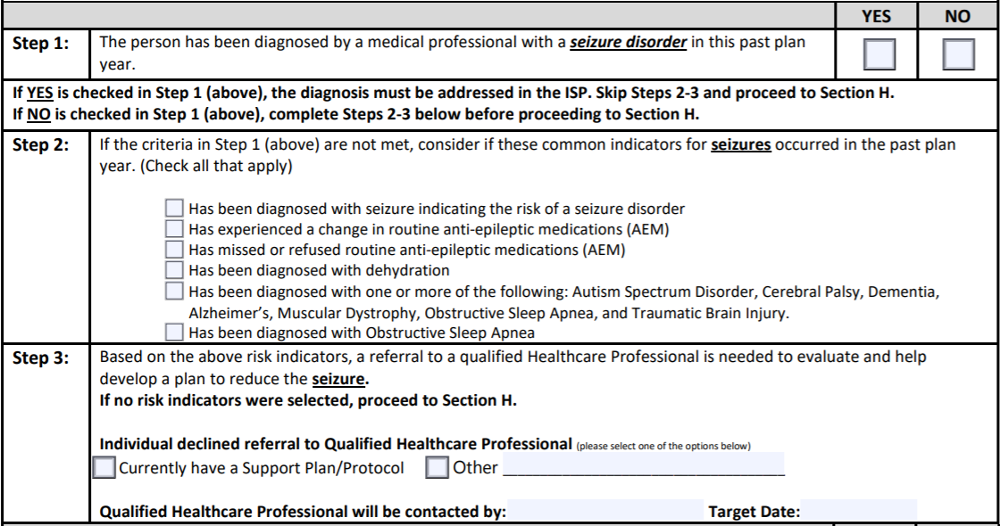 YES NO
Step 1: The person has been diagnosed by a medical professional with a seizure disorder in this past plan
year.
If YES is checked in Step 1 (above), the diagnosis must be addressed in the ISP. Skip Steps 2-3 and proceed to Section H.
If NO is checked in Step 1 (above), complete Steps 2-3 below before proceeding to Section H.
Step 2: If the criteria in Step 1 (above) are not met, consider if these common indicators for seizures occurred in the past plan
year. (Check all that apply)
Has been diagnosed with seizure indicating the risk of a seizure disorder
Has experienced a change in routine anti-epileptic medications (AEM)
Has missed or refused routine anti-epileptic medications (AEM)
Has been diagnosed with dehydration
Has been diagnosed with one or more of the following: Autism Spectrum Disorder, Cerebral Palsy, Dementia,
Alzheimer’s, Muscular Dystrophy, Obstructive Sleep Apnea, and Traumatic Brain Injury.
Has been diagnosed with Obstructive Sleep Apnea
Step 3: Based on the above risk indicators, a referral to a qualified Healthcare Professional is needed to evaluate and help
develop a plan to reduce the seizure.
If no risk indicators were selected, proceed to Section H.
Individual declined referral to Qualified Healthcare Professional (please select one of the options below)
Currently have a Support Plan/Protocol Other
Qualified Healthcare Professional will be contacted by: Target Date: